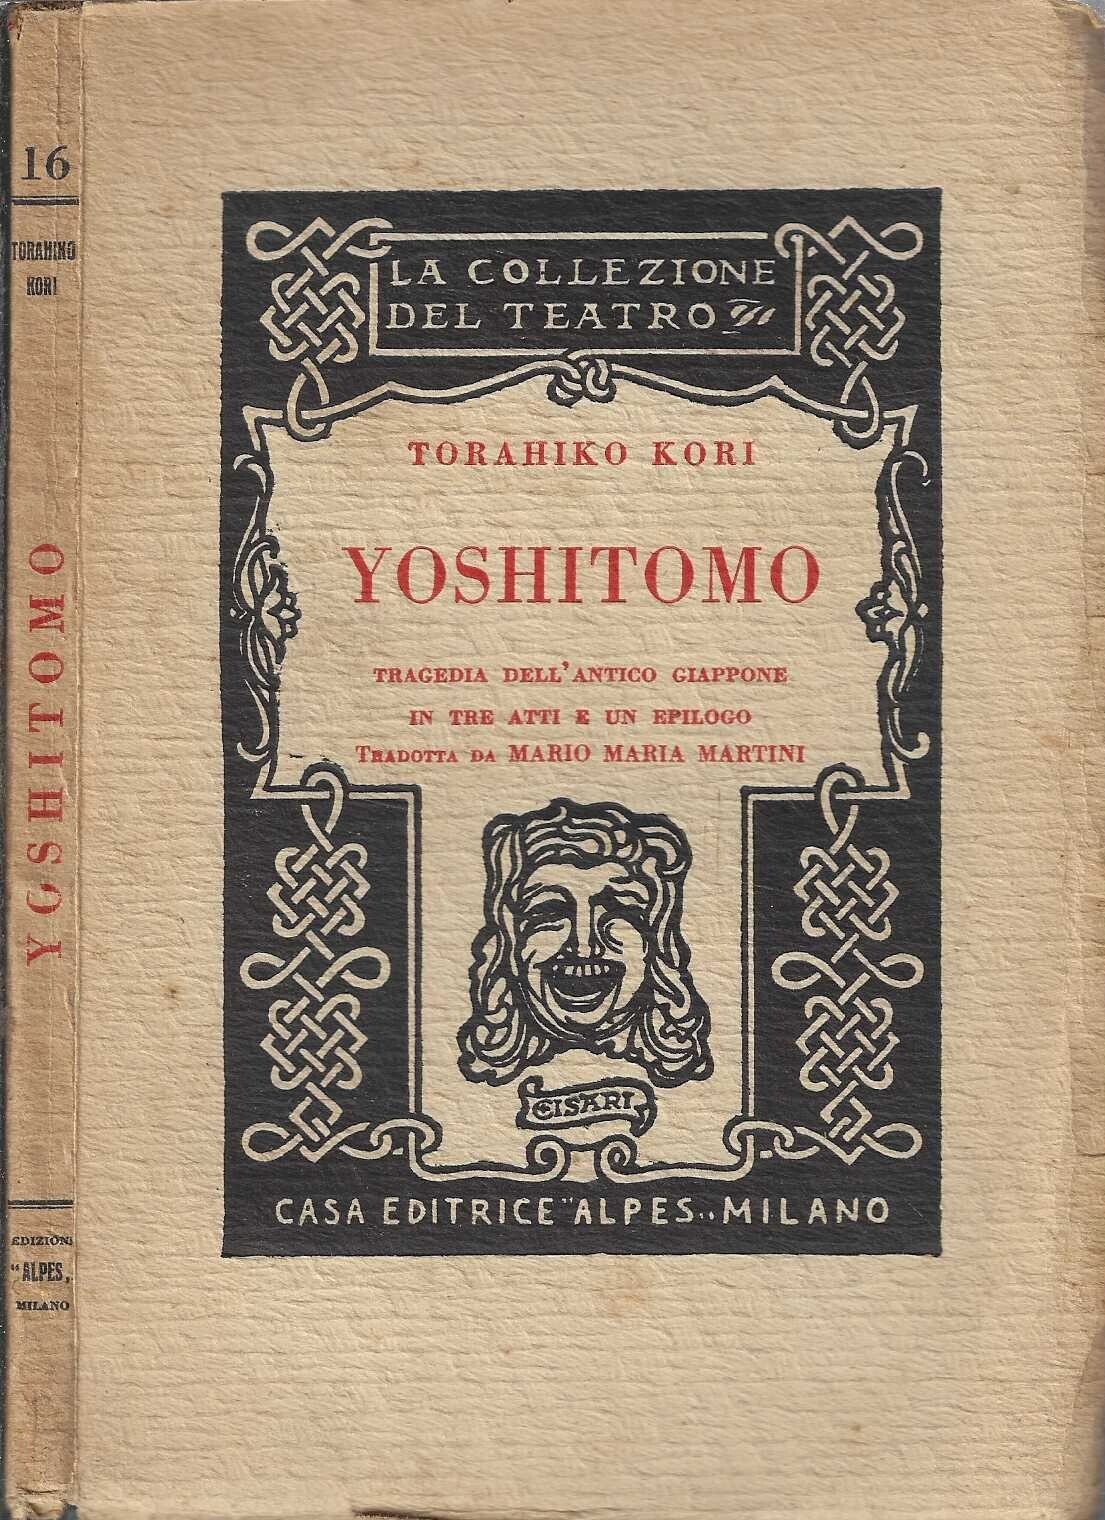 16
TORAHIKO
KORI
YOSHITOMO
EDIZIONI
"ALPES„
MILANO
LA COLLEZIONE
DEL TEATRO
TORAHIKO KORI
YOSHITOMO
TRAGEDIA DELL'ANTICO GIAPPONE
IN TRE ATTI E UN EPILOGO
TRADOTTA DA MARIO MARIA MARTINI
CISARI
CASA EDITRICE "ALPES„ MILANO